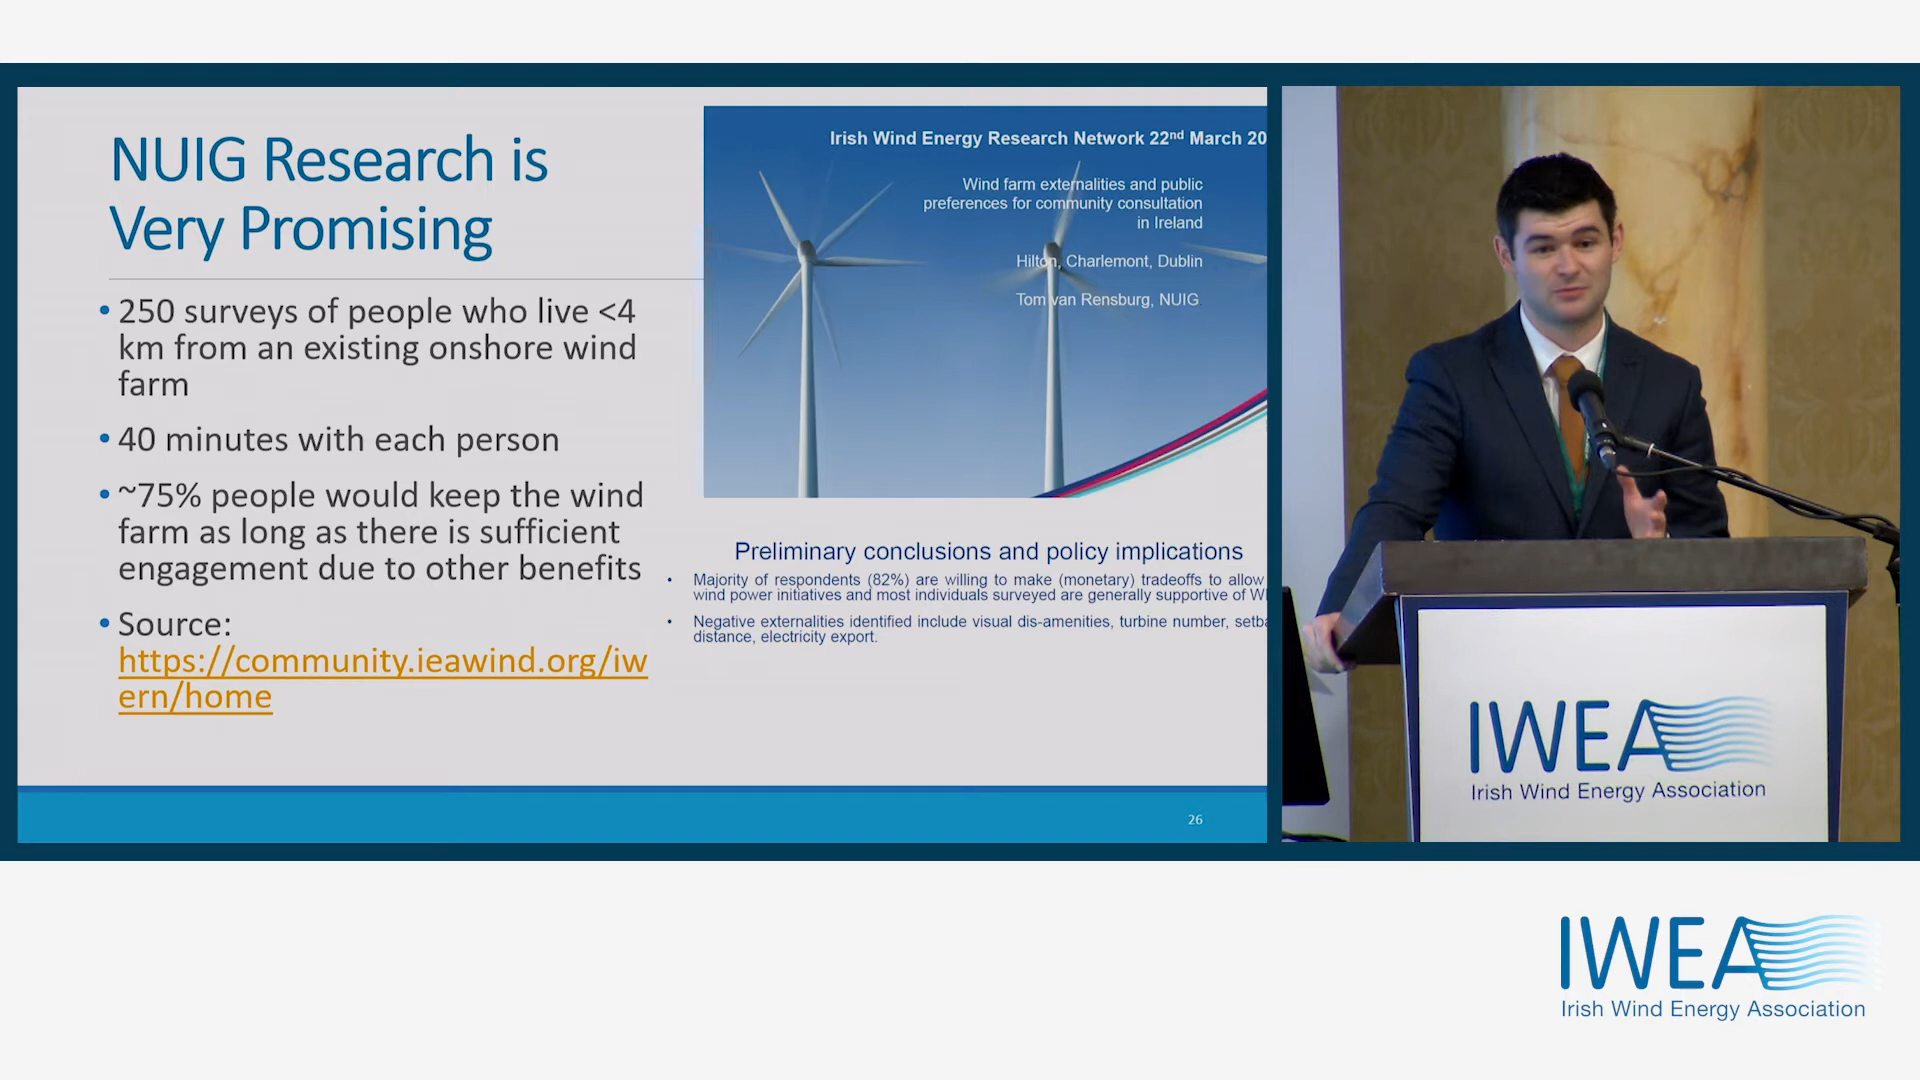 NUIG Research is
Very Promising
• 250 surveys of people who live <4
km from an existing onshore wind
farm
• 40 minutes with each person
• ~75% people would keep the wind
farm as long as there is sufficient
engagement due to other benefits
• Source:
https://community.ieawind.org/iw
ern/home
Irish Wind Energy Research Network 22nd March 20
Wind farm externalities and public
preferences for community consultation
in Ireland
Hilton, Charlemont, Dublin
Tom van Rensburg, NUIG
Preliminary conclusions and policy implications
• Majority of respondents (82%) are willing to make (monetary) tradeoffs to allow
wind power initiatives and most individuals surveyed are generally supportive of
• Negative externalities identified include visual dis-amenities, turbine number,
distance, electricity export.
26
IWEA
Irish Wind Energy Association
IWEA
Irish Wind Energy Association